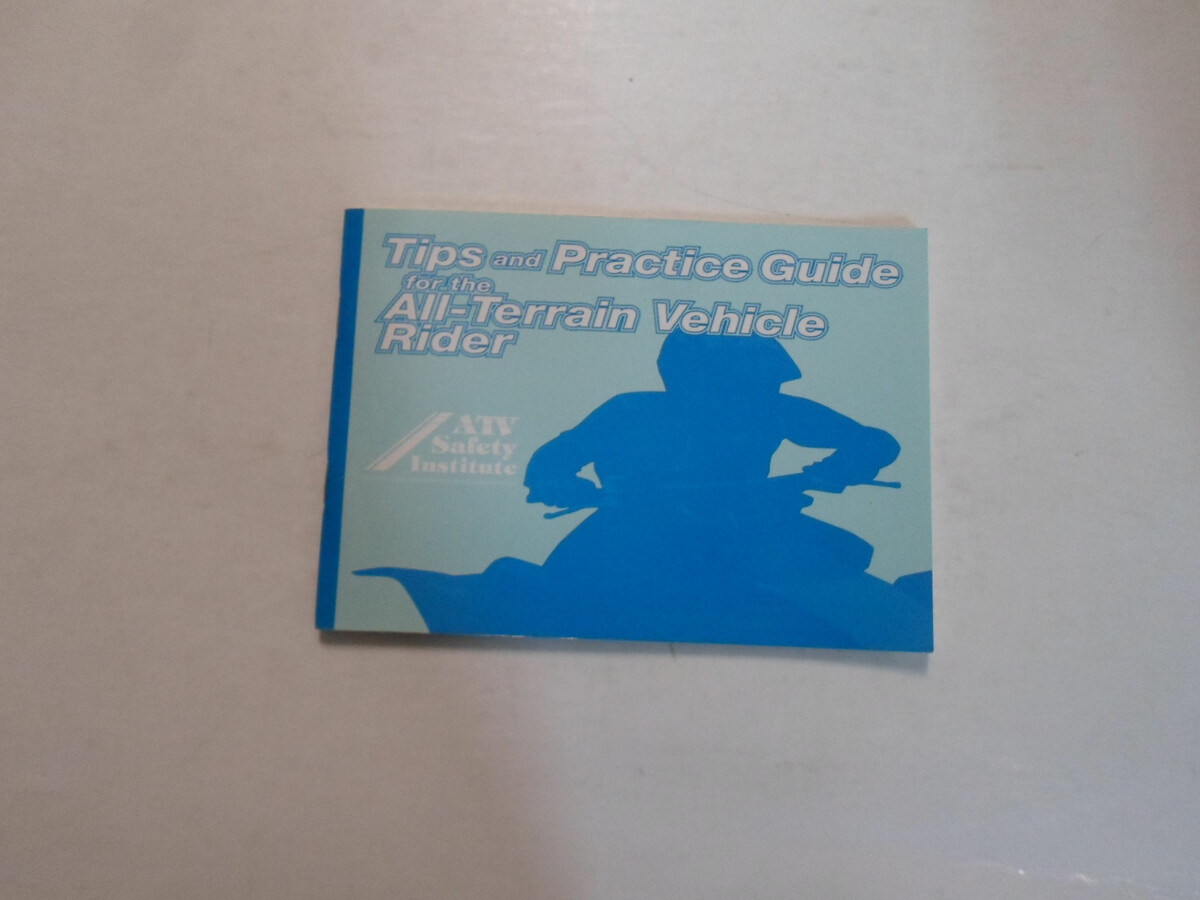 Tips and Practice Guide
for the
All-Terrain Vehicle
Rider
ATV
Safety
Institute